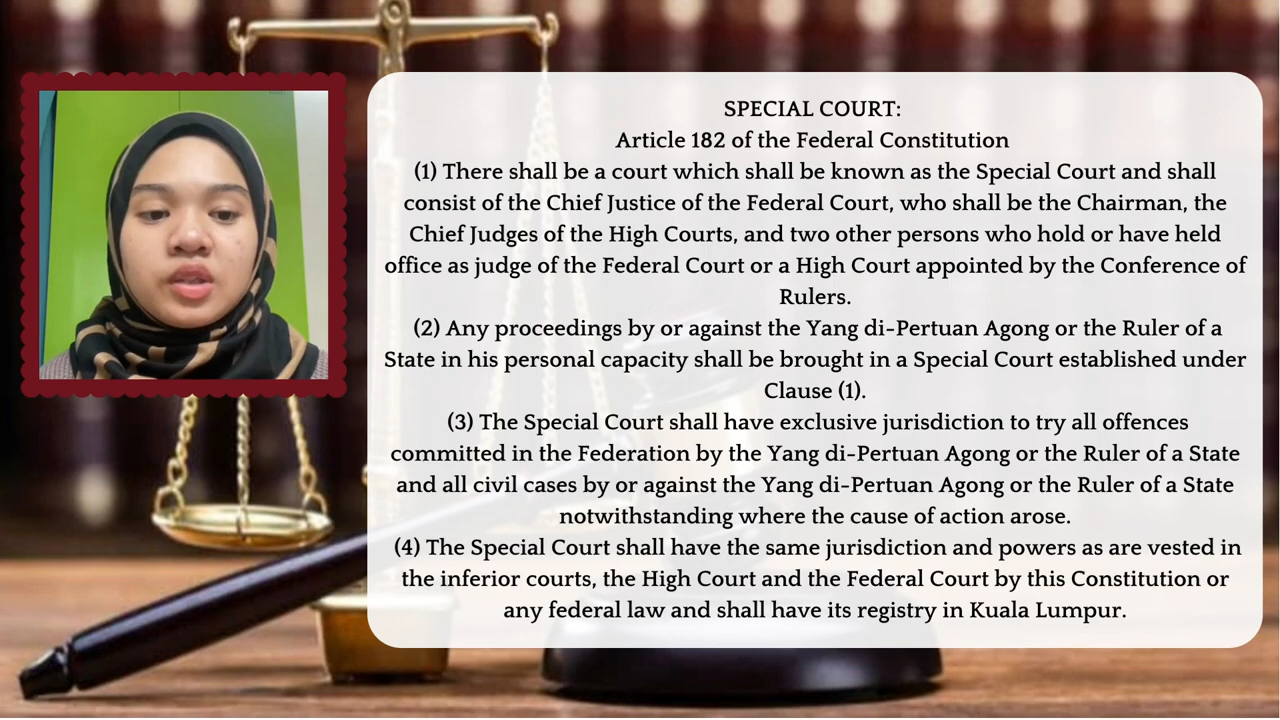 SPECIAL COURT:
Article 182 of the Federal Constitution
(1) There shall be a court which shall be known as the Special Court and shall
consist of the Chief Justice of the Federal Court, who shall be the Chairman, the
Chief Judges of the High Courts, and two other persons who hold or have held
office as judge of the Federal Court or a High Court appointed by the Conference of
Rulers.
(2) Any proceedings by or against the Yang di-Pertuan Agong or the Ruler of a
State in his personal capacity shall be brought in a Special Court established under
Clause (1).
(3) The Special Court shall have exclusive jurisdiction to try all offences
committed in the Federation by the Yang di-Pertuan Agong or the Ruler of a State
and all civil cases by or against the Yang di-Pertuan Agong or the Ruler of a State
notwithstanding where the cause of action arose.
(4) The Special Court shall have the same jurisdiction and powers as are vested in
the inferior courts, the High Court and the Federal Court by this Constitution or
any federal law and shall have its registry in Kuala Lumpur.